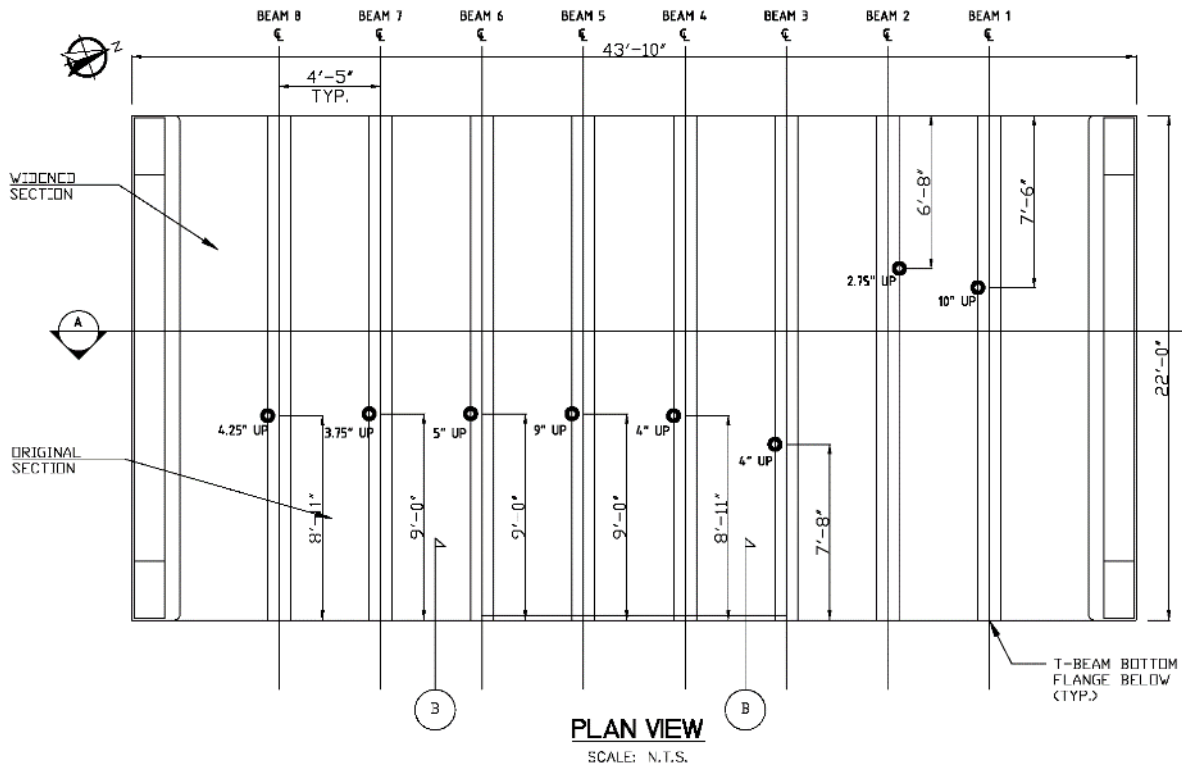 BEAM 8 BEAM 7 BEAM 6 BEAM 5 BEAM 4 BEAM 3 BEAM 2 BEAM 1
℄ ℄ ℄ ℄ ℄ ℄ ℄ ℄
Z
43'-10"
4'-5"
TYP.
WIDENED
SECTION
6'-8"
7'-6"
2.75" UP
10" UP
A
22'-0"
4.25" UP
3.75" UP
5" UP
9" UP
4" UP
4" UP
ORIGINAL
SECTION
8'-11"
9'-0"
9'-0"
9'-0"
8'-11"
7'-8"
T-BEAM BOTTOM
FLANGE BELOW
(TYP.)
3
B
PLAN VIEW
SCALE: N.T.S.